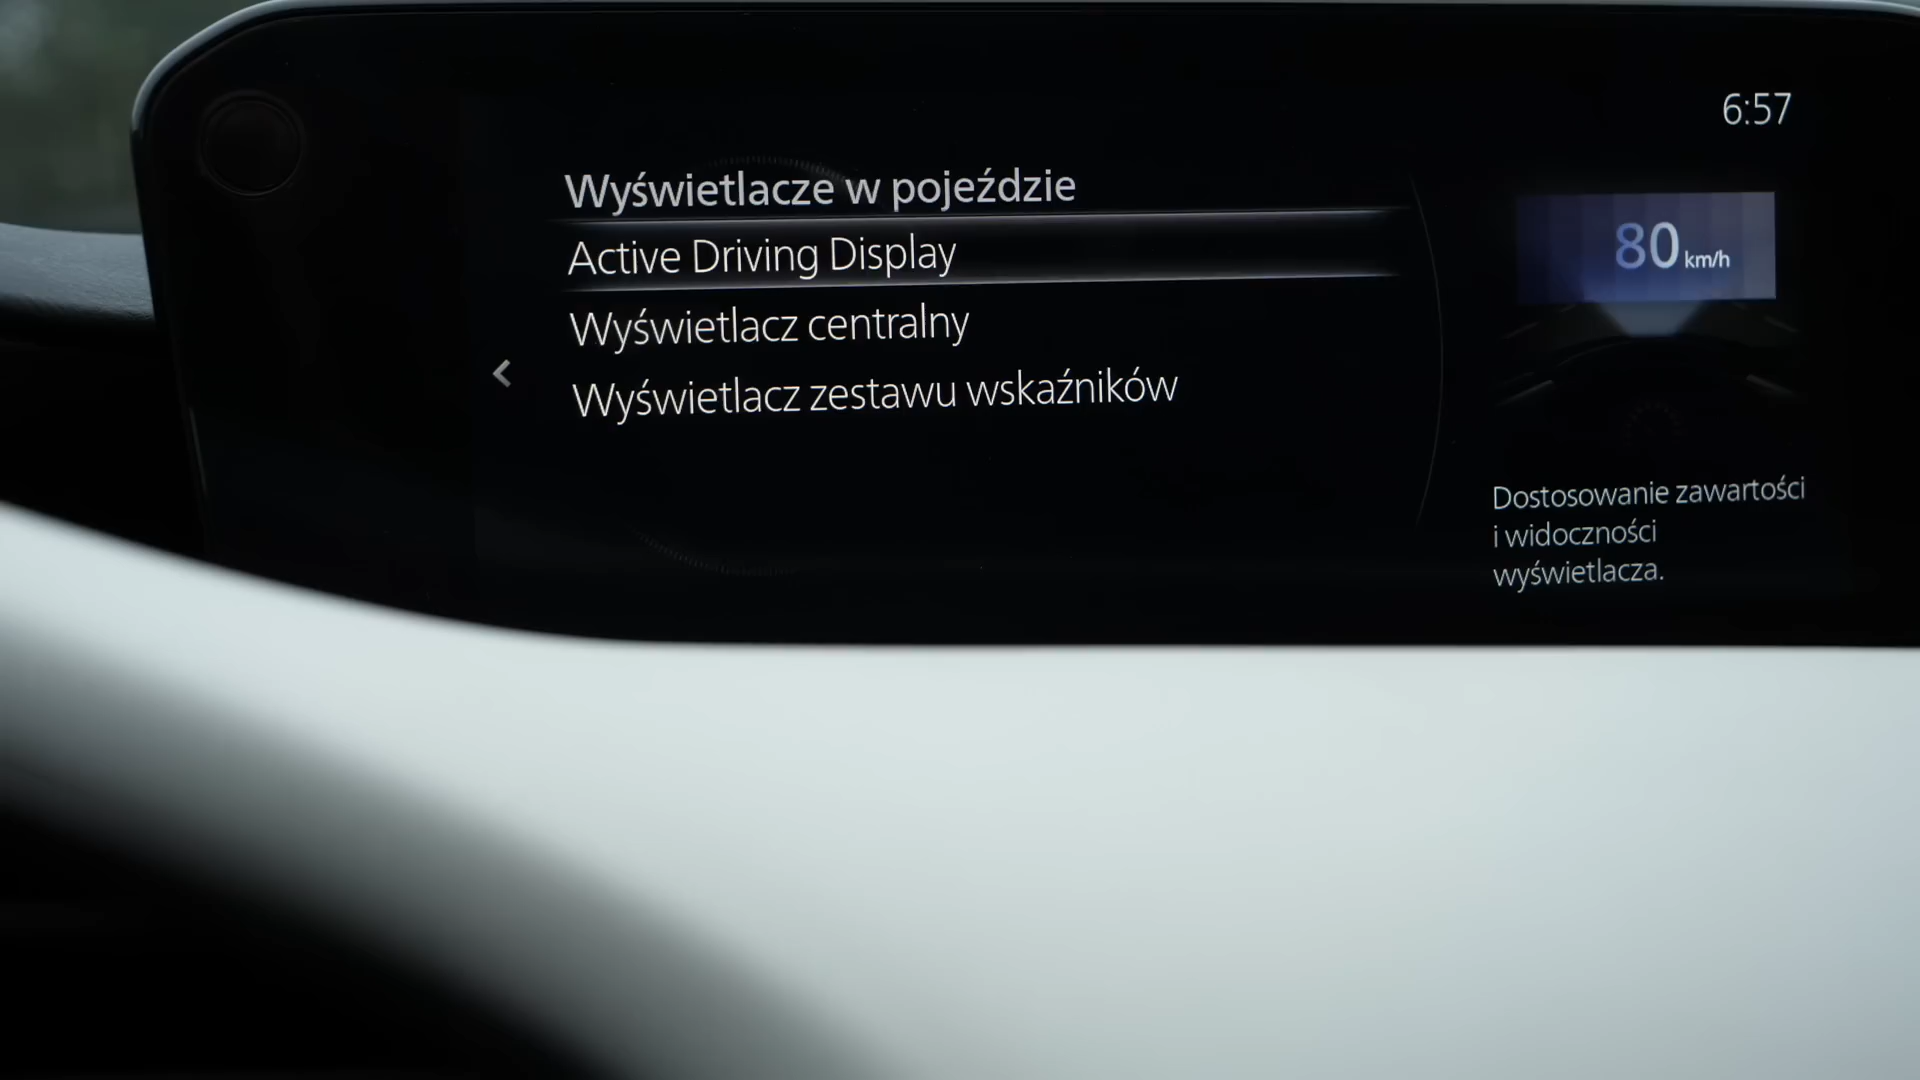 6:57
Wyświetlacze w pojeździe
Active Driving Display
Wyświetlacz centralny
Wyświetlacz zestawu wskaźników
80 km/h
Dostosowanie zawartości
i widoczności
wyświetlacza.